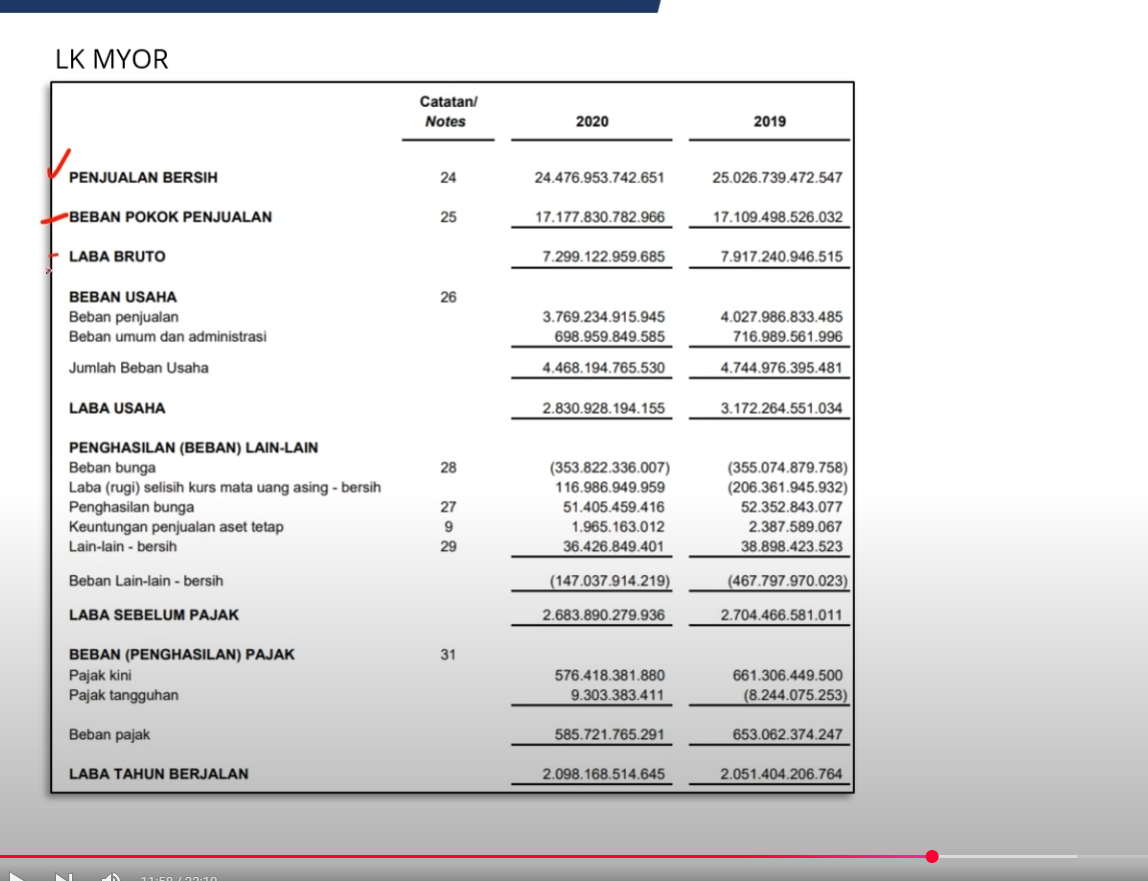 LK MYOR
Catatan/
Notes 2020 2019
PENJUALAN BERSIH 24 24.476.953.742.651 25.026.739.472.547
BEBAN POKOK PENJUALAN 25 17.177.830.782.966 17.109.498.526.032
LABA BRUTO 7.299.122.959.685 7.917.240.946.515
BEBAN USAHA 26
Beban penjualan 3.769.234.915.945 4.027.986.833.485
Beban umum dan administrasi 698.959.849.585 716.989.561.996
Jumlah Beban Usaha 4.468.194.765.530 4.744.976.395.481
LABA USAHA 2.830.928.194.155 3.172.264.551.034
PENGHASILAN (BEBAN) LAIN-LAIN
Beban bunga 28 (353.822.336.007) (355.074.879.758)
Laba (rugi) selisih kurs mata uang asing - bersih 116.986.949.959 (206.361.945.932)
Penghasilan bunga 27 51.405.459.416 52.352.843.077
Keuntungan penjualan aset tetap 9 1.965.163.012 2.387.589.067
Lain-lain - bersih 29 36.426.849.401 38.898.423.523
Beban Lain-lain - bersih (147.037.914.219) (467.797.970.023)
LABA SEBELUM PAJAK 2.683.890.279.936 2.704.466.581.011
BEBAN (PENGHASILAN) PAJAK 31
Pajak kini 576.418.381.880 661.306.449.500
Pajak tangguhan 9.303.383.411 (8.244.075.253)
Beban pajak 585.721.765.291 653.062.374.247
LABA TAHUN BERJALAN 2.098.168.514.645 2.051.404.206.764